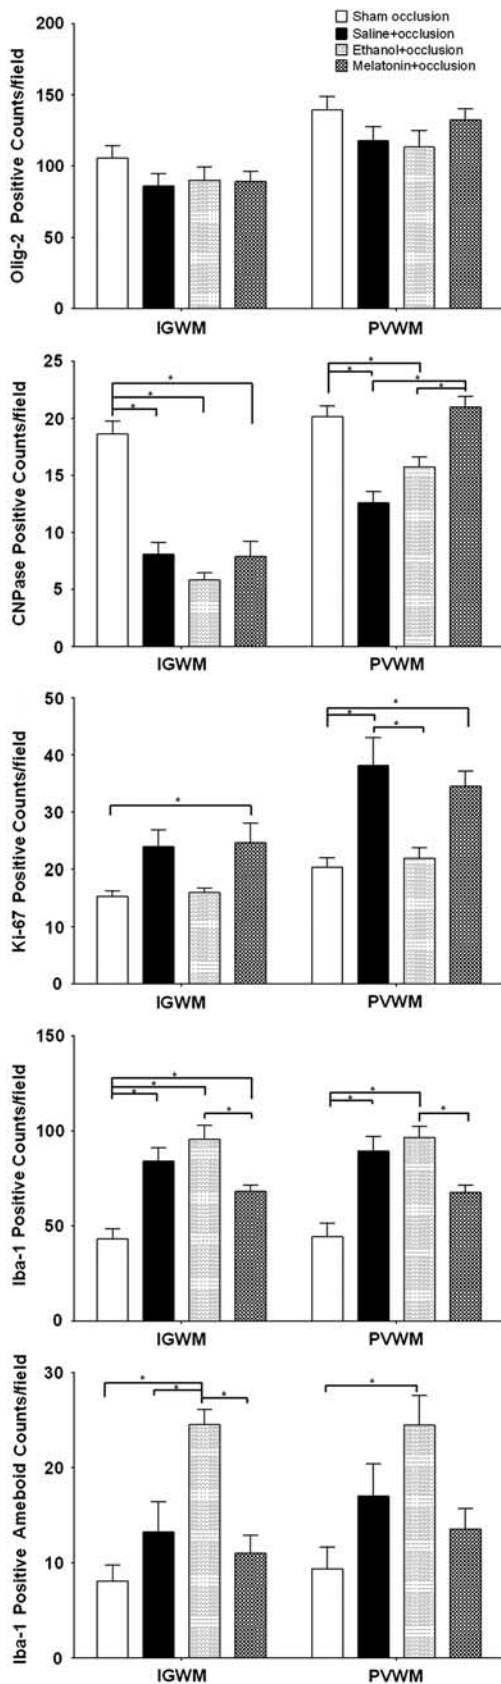 Sham occlusion
Saline+occlusion
Ethanol+occlusion
Melatonin+occlusion
Olig-2 Positive Counts/field
200
150
100
50
0
IGWM PVWM
CNPase Positive Counts/field
25
20
15
10
5
0
* * * * * * *
IGWM PVWM
Ki-67 Positive Counts/field
50
40
30
20
10
0
* * * *
IGWM PVWM
Iba-1 Positive Counts/field
150
100
50
0
* * * * * * *
IGWM PVWM
Iba-1 Positive Ameboid Counts/field
30
20
10
0
* * * *
IGWM PVWM